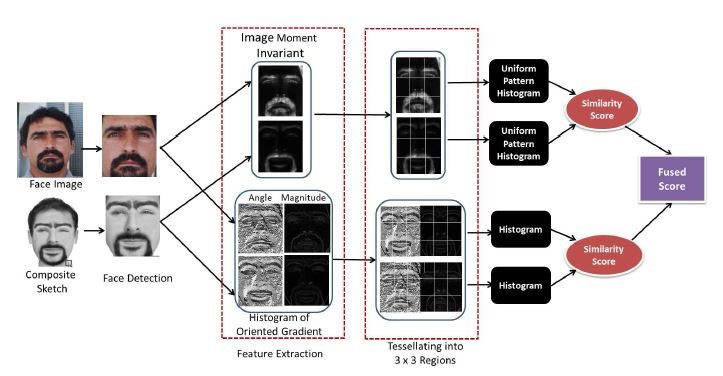 Image Moment
Invariant
Uniform
Pattern
Histogram
Uniform
Pattern
Histogram
Similarity
Score
Face Image
Fused
Score
Angle Magnitude
Histogram
Histogram
Similarity
Score
Composite
Sketch
Face Detection
Histogram of
Oriented Gradient
Feature Extraction
Tessellating into
3 x 3 Regions